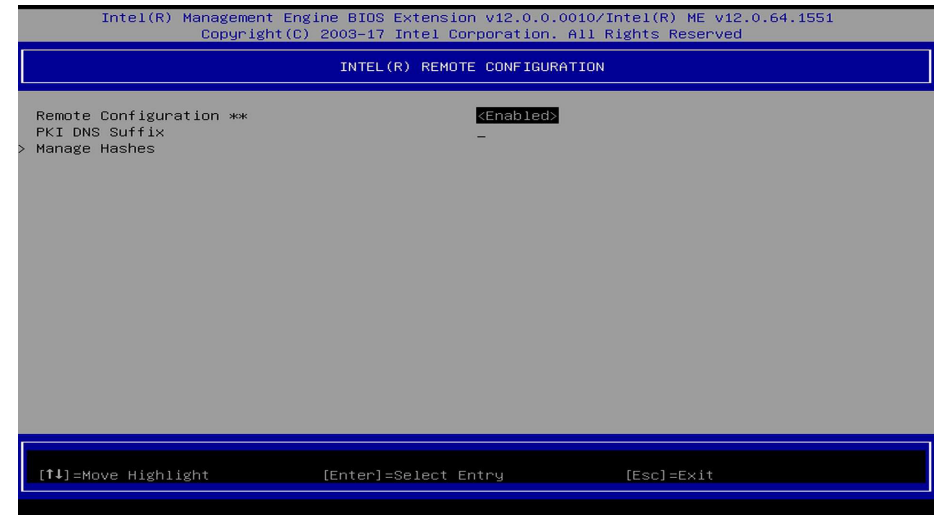 Intel(R) Management Engine BIOS Extension v12.0.0.0010/Intel(R) ME v12.0.64.1551
Copyright(C) 2003-17 Intel Corporation. All Rights Reserved
INTEL(R) REMOTE CONFIGURATION
Remote Configuration ** <Enabled>
PKI DNS Suffix _
> Manage Hashes
[↑↓]=Move Highlight [Enter]=Select Entry [Esc]=Exit